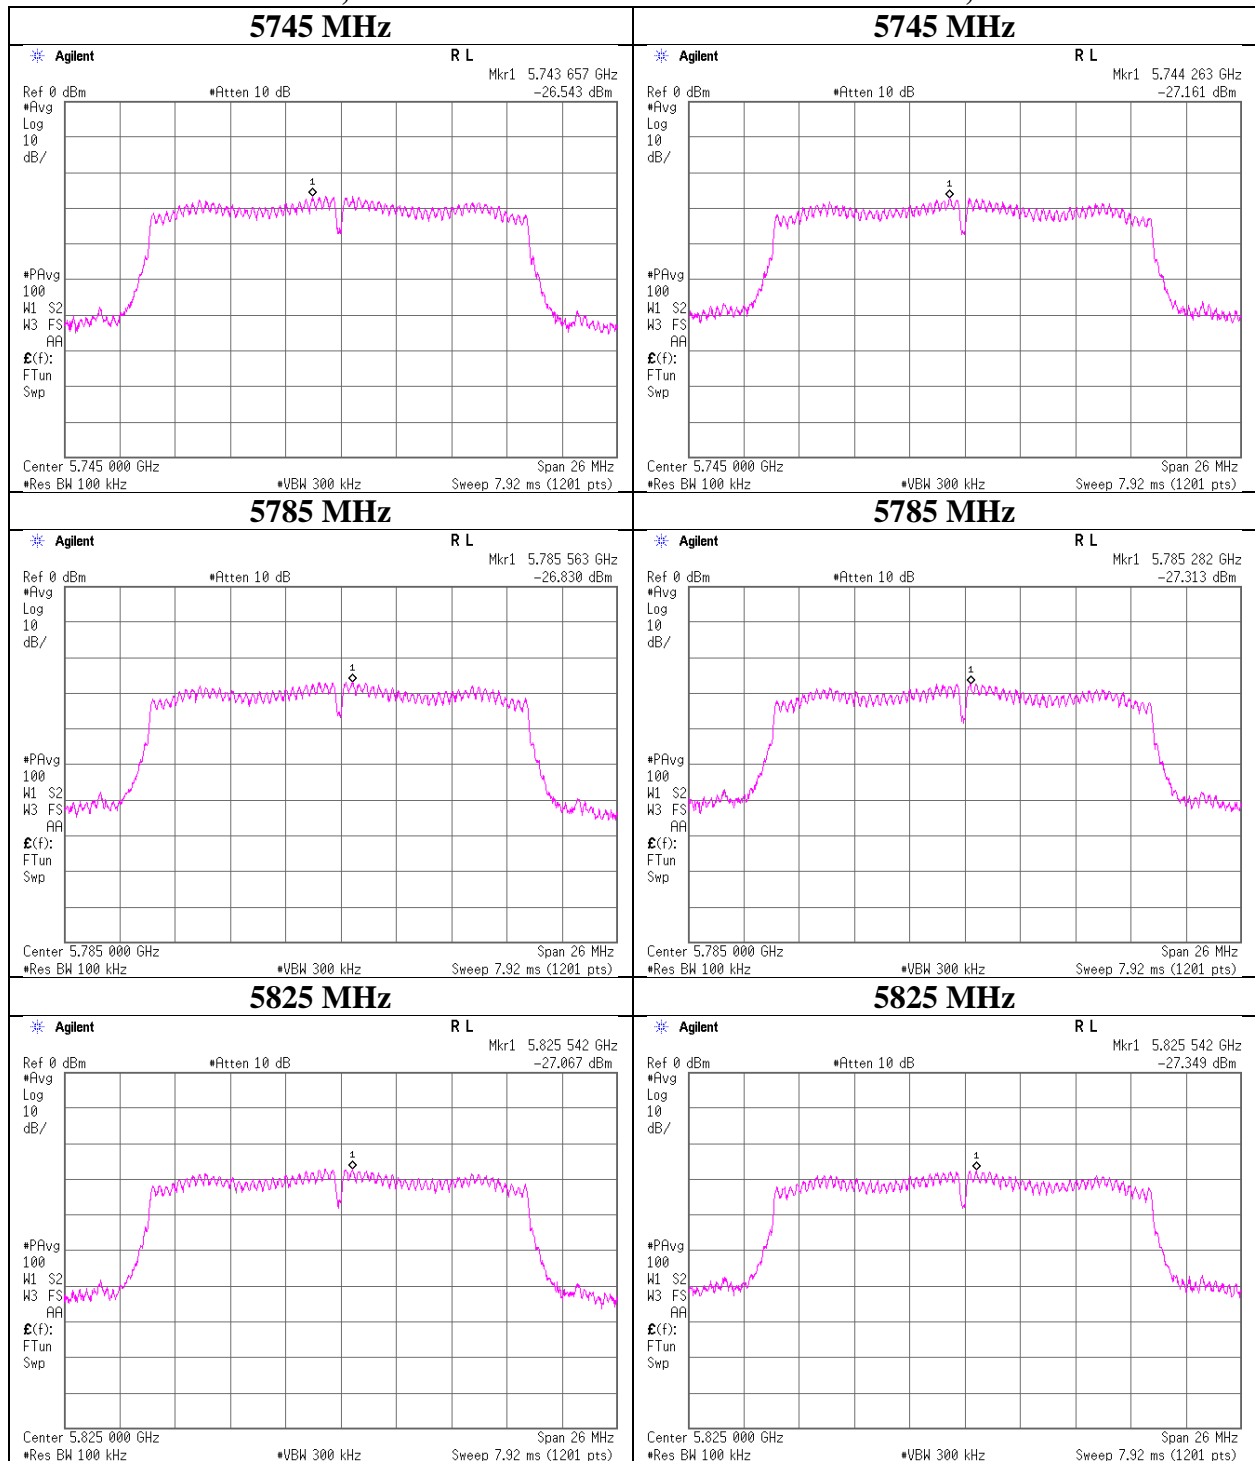 5745 MHz
5745 MHz
Agilent
R L
Mkr1 5.743 657 GHz
Ref 0 dBm
#Atten 10 dB
-26.543 dBm
#Avg
Log
10
dB/
1
#PAvg
100
W1 S2
W3 FS
AA
£(f):
FTun
Swp
Center 5.745 000 GHz
Span 26 MHz
#Res BW 100 kHz
#VBW 300 kHz
Sweep 7.92 ms (1201 pts)
Agilent
R L
Mkr1 5.744 263 GHz
Ref 0 dBm
#Atten 10 dB
-27.161 dBm
#Avg
Log
10
dB/
1
#PAvg
100
W1 S2
W3 FS
AA
£(f):
FTun
Swp
Center 5.745 000 GHz
Span 26 MHz
#Res BW 100 kHz
#VBW 300 kHz
Sweep 7.92 ms (1201 pts)
5785 MHz
5785 MHz
Agilent
R L
Mkr1 5.785 563 GHz
Ref 0 dBm
#Atten 10 dB
-26.830 dBm
#Avg
Log
10
dB/
1
#PAvg
100
W1 S2
W3 FS
AA
£(f):
FTun
Swp
Center 5.785 000 GHz
Span 26 MHz
#Res BW 100 kHz
#VBW 300 kHz
Sweep 7.92 ms (1201 pts)
Agilent
R L
Mkr1 5.785 282 GHz
Ref 0 dBm
#Atten 10 dB
-27.313 dBm
#Avg
Log
10
dB/
1
#PAvg
100
W1 S2
W3 FS
AA
£(f):
FTun
Swp
Center 5.785 000 GHz
Span 26 MHz
#Res BW 100 kHz
#VBW 300 kHz
Sweep 7.92 ms (1201 pts)
5825 MHz
5825 MHz
Agilent
R L
Mkr1 5.825 542 GHz
Ref 0 dBm
#Atten 10 dB
-27.067 dBm
#Avg
Log
10
dB/
1
#PAvg
100
W1 S2
W3 FS
AA
£(f):
FTun
Swp
Center 5.825 000 GHz
Span 26 MHz
#Res BW 100 kHz
#VBW 300 kHz
Sweep 7.92 ms (1201 pts)
Agilent
R L
Mkr1 5.825 542 GHz
Ref 0 dBm
#Atten 10 dB
-27.349 dBm
#Avg
Log
10
dB/
1
#PAvg
100
W1 S2
W3 FS
AA
£(f):
FTun
Swp
Center 5.825 000 GHz
Span 26 MHz
#Res BW 100 kHz
#VBW 300 kHz
Sweep 7.92 ms (1201 pts)